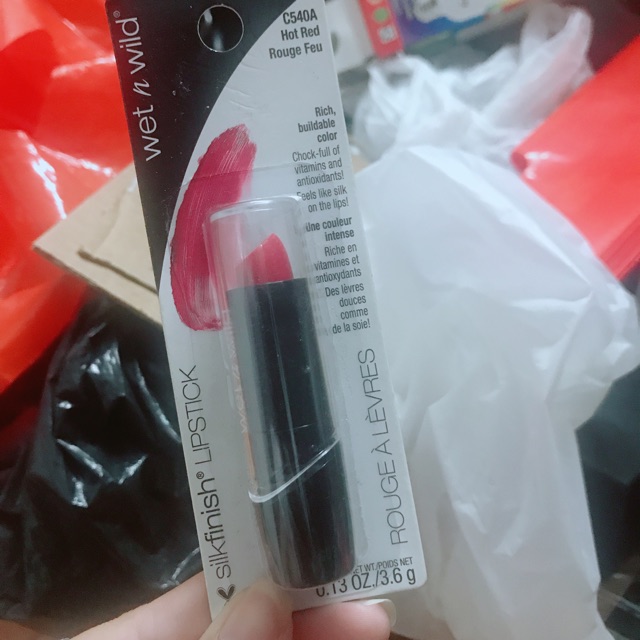 wet n wild®
C540A
Hot Red
Rouge Feu
Rich,
buildable
color
Chock-full of
vitamins and
antioxidants!
Feels like silk
on the lips!
Une couleur
intense
Riche en
vitamines et
antioxydants
Des lèvres
douces
comme
de la soie!
silkfinish® LIPSTICK
ROUGE À LÈVRES
NET WT/POIDS NET
0.13 OZ./3.6 g